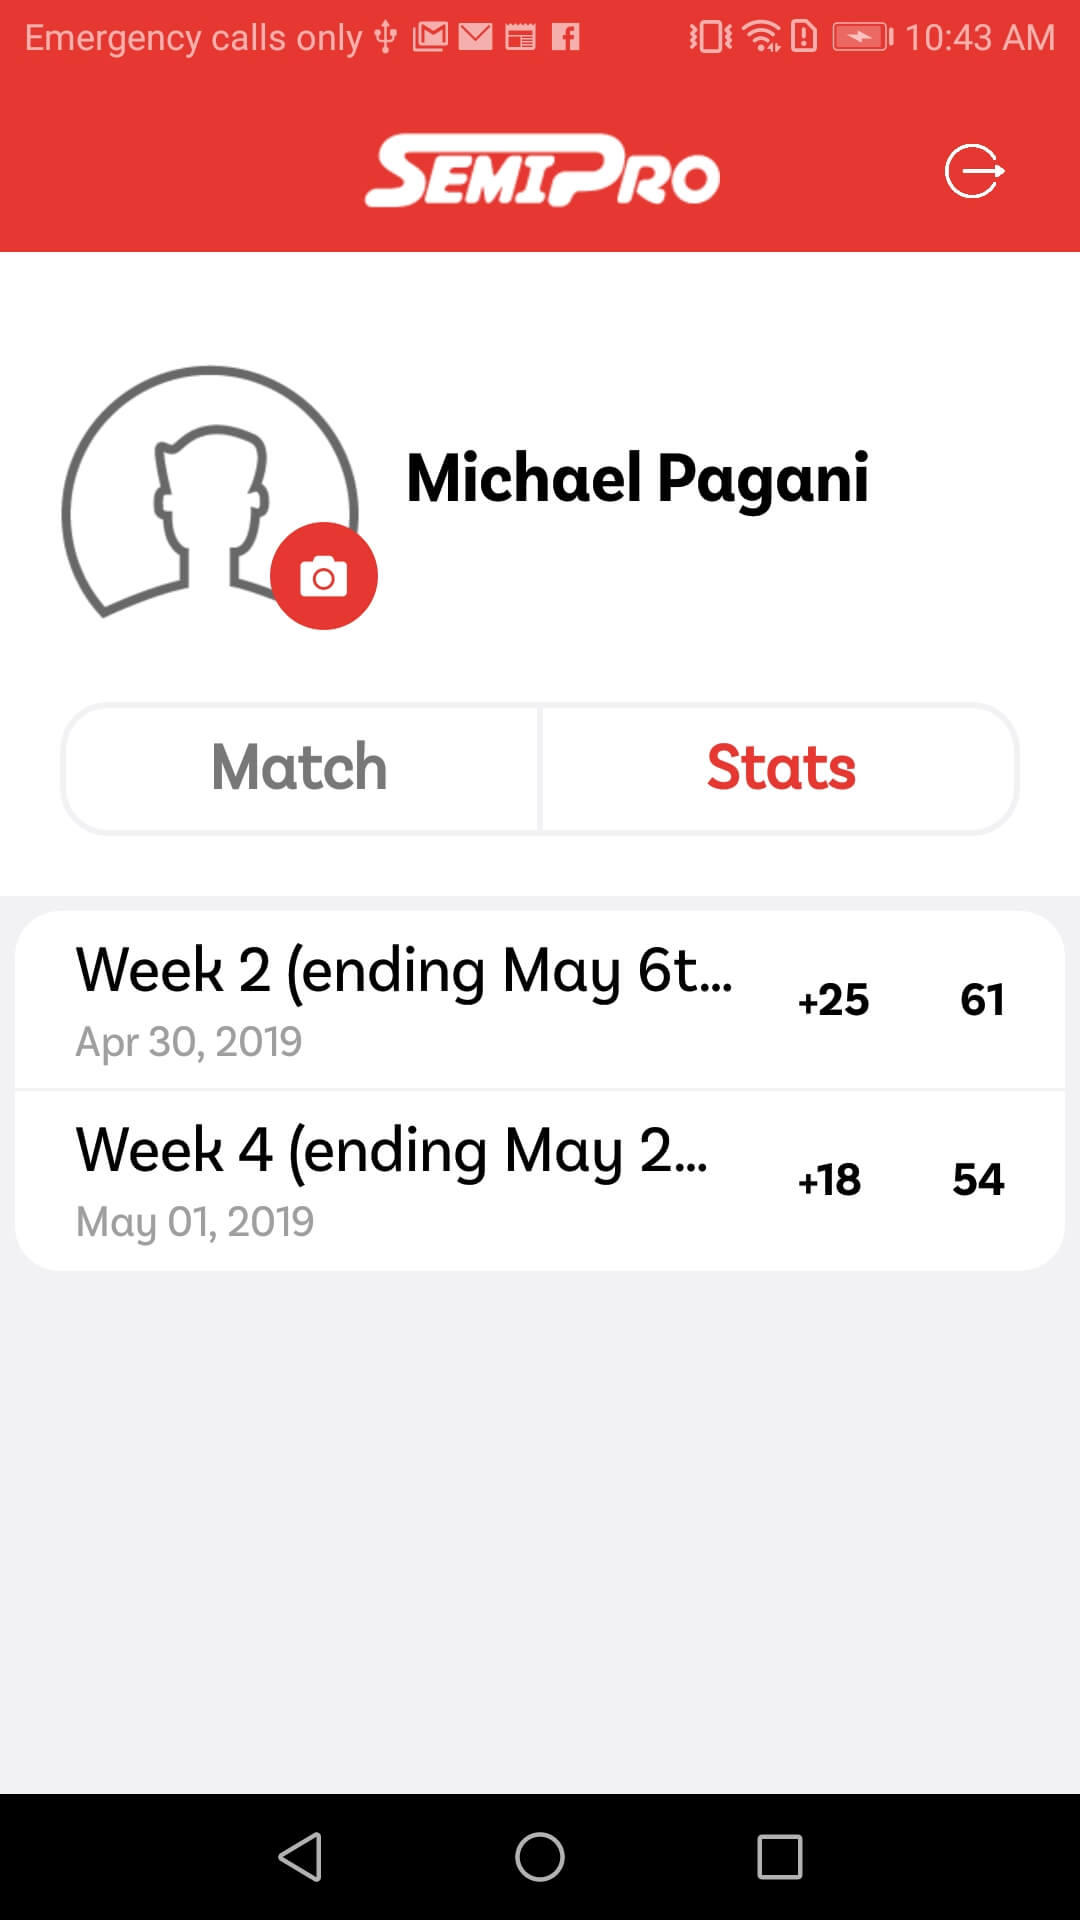 Emergency calls only 10:43 AM
SEMIPRO
Michael Pagani
Match Stats
Week 2 (ending May 6t...
+25 61
Apr 30, 2019
Week 4 (ending May 2...
+18 54
May 01, 2019